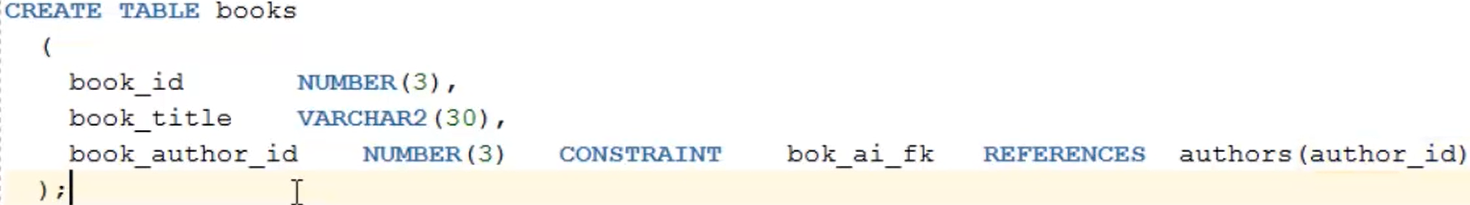 CREATE TABLE books
(
book_id NUMBER(3),
book_title VARCHAR2(30),
book_author_id NUMBER(3) CONSTRAINT bok_ai_fk REFERENCES authors(author_id)
);